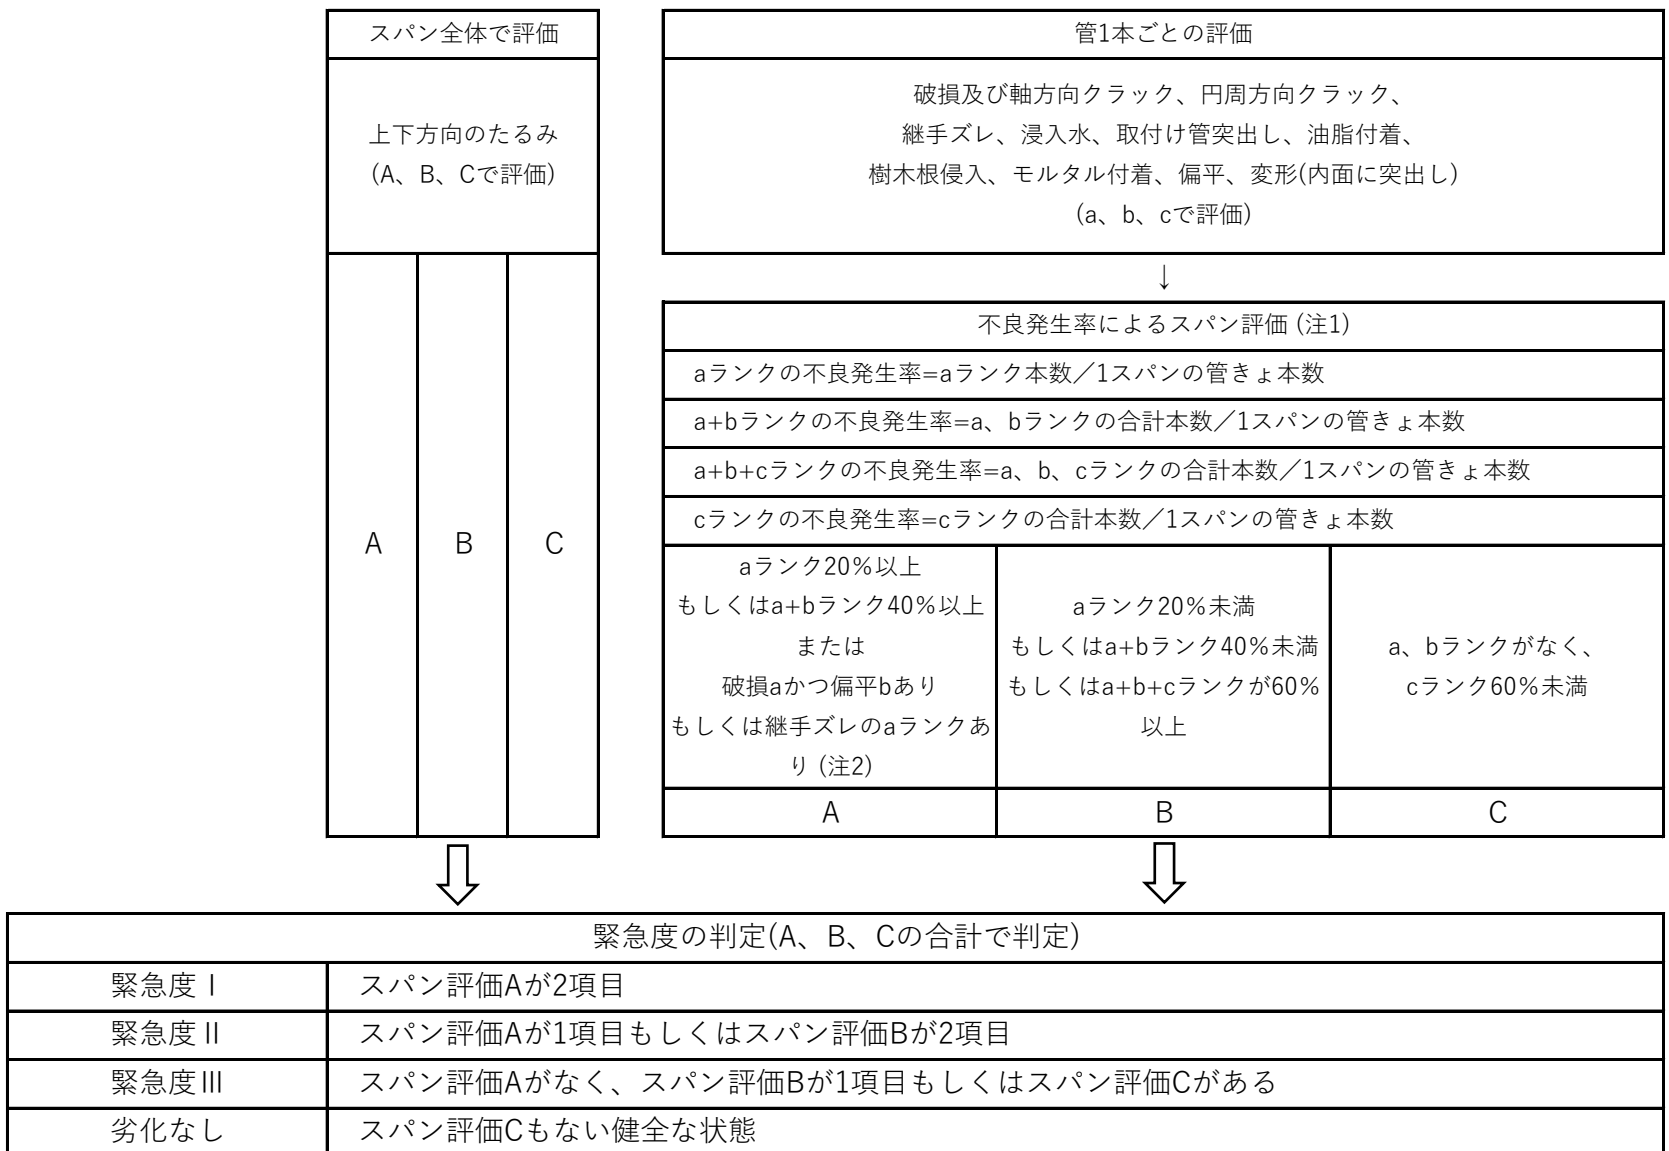 スパン全体で評価
上下方向のたるみ
(A、B、Cで評価)
A
B
C
管1本ごとの評価
破損及び軸方向クラック、円周方向クラック、
継手ズレ、浸入水、取付け管突出し、油脂付着、
樹木根侵入、モルタル付着、偏平、変形(内面に突出し)
(a、b、cで評価)
↓
不良発生率によるスパン評価 (注1)
aランクの不良発生率=aランク本数／1スパンの管きょ本数
a+bランクの不良発生率=a、bランクの合計本数／1スパンの管きょ本数
a+b+cランクの不良発生率=a、b、cランクの合計本数／1スパンの管きょ本数
cランクの不良発生率=cランクの合計本数／1スパンの管きょ本数
aランク20%以上
もしくはa+bランク40%以上
または
破損aかつ偏平bあり
もしくは継手ズレのaランクあ
り (注2)
aランク20%未満
もしくはa+bランク40%未満
もしくはa+b+cランクが60%
以上
a、bランクがなく、
cランク60%未満
A
B
C
緊急度の判定(A、B、Cの合計で判定)
緊急度Ⅰ
スパン評価Aが2項目
緊急度Ⅱ
スパン評価Aが1項目もしくはスパン評価Bが2項目
緊急度Ⅲ
スパン評価Aがなく、スパン評価Bが1項目もしくはスパン評価Cがある
劣化なし
スパン評価Cもない健全な状態